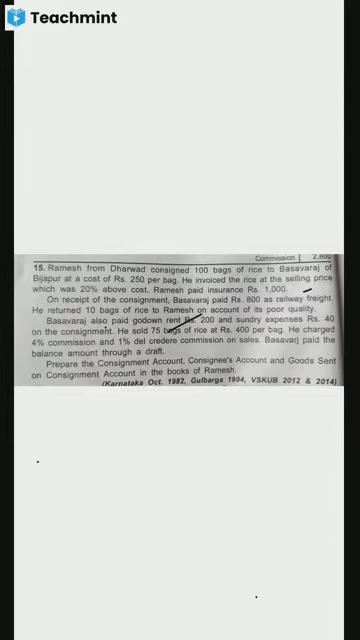 Teachmint
Commission 2,800
15. Ramesh from Dharwad consigned 100 bags of rice to Basavaraj of
Bijapur at a cost of Rs. 250 per bag. He invoiced the rice at the selling price
which was 20% above cost. Ramesh paid insurance Rs. 1,000.
On receipt of the consignment, Basavaraj paid Rs. 800 as railway freight.
He returned 10 bags of rice to Ramesh on account of its poor quality.
Basavaraj also paid godown rent Rs. 200 and sundry expenses Rs. 40
on the consignment. He sold 75 bags of rice at Rs. 400 per bag. He charged
4% commission and 1% del credere commission on sales. Basavarj paid the
balance amount through a draft.
Prepare the Consignment Account, Consignee's Account and Goods Sent
on Consignment Account in the books of Ramesh.
(Karnataka Oct. 1982, Gulbarga 1994, VSKUB 2012 & 2014)